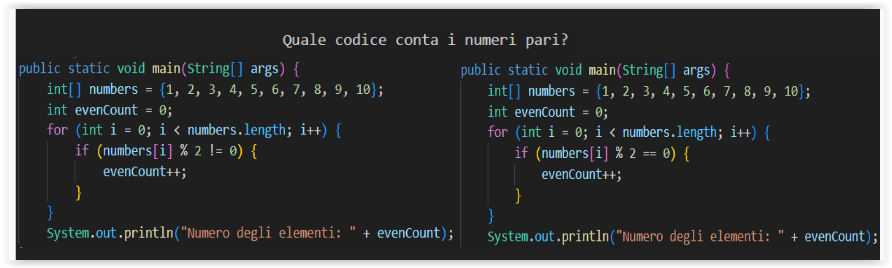 Quale codice conta i numeri pari?
public static void main(String[] args) {
int[] numbers = {1, 2, 3, 4, 5, 6, 7, 8, 9, 10};
int evenCount = 0;
for (int i = 0; i < numbers.length; i++) {
if (numbers[i] % 2 != 0) {
evenCount++;
}
}
System.out.println("Numero degli elementi: " + evenCount);
public static void main(String[] args) {
int[] numbers = {1, 2, 3, 4, 5, 6, 7, 8, 9, 10};
int evenCount = 0;
for (int i = 0; i < numbers.length; i++) {
if (numbers[i] % 2 == 0) {
evenCount++;
}
}
System.out.println("Numero degli elementi: " + evenCount);